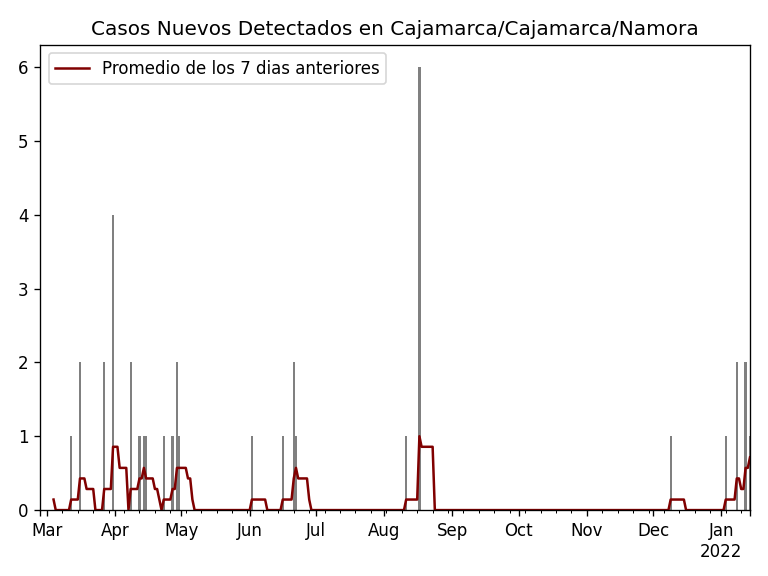 Casos Nuevos Detectados en Cajamarca/Cajamarca/Namora
Promedio de los 7 dias anteriores
6
5
4
3
2
1
0
Mar Apr May Jun Jul Aug Sep Oct Nov Dec Jan
2022